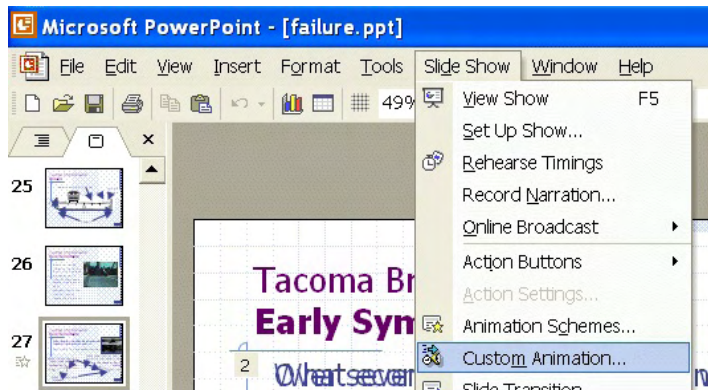 Microsoft PowerPoint - [failure.ppt]
File Edit View Insert Format Tools Slide Show Window Help
49%
View Show F5
Set Up Show...
Rehearse Timings
Record Narration...
Online Broadcast
Action Buttons
Action Settings...
Animation Schemes...
Custom Animation...
Slide Transition
25
26
27
Tacoma Br
Early Sym
2